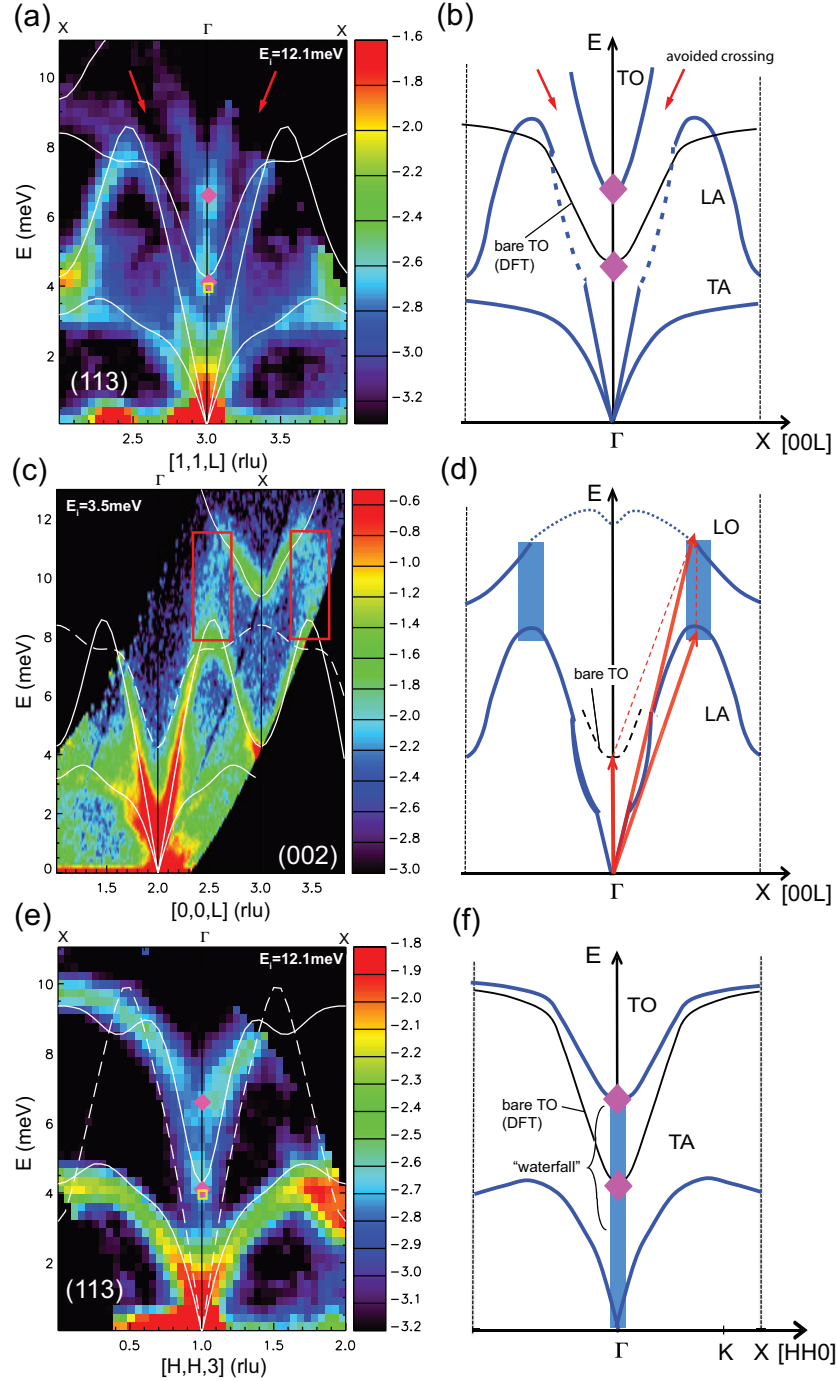 (a)
X
Γ
X
E_i=12.1meV
10
8
6
4
2
E (meV)
(113)
2.5
3.0
3.5
[1,1,L] (rlu)
−1.6
−1.8
−2.0
−2.2
−2.4
−2.6
−2.8
−3.0
−3.2
(b)
E
TO
avoided crossing
LA
bare TO
(DFT)
TA
Γ
X
[00L]
(c)
Γ
X
E_i=3.5meV
12
10
8
6
4
2
0
E (meV)
(002)
1.5
2.0
2.5
3.0
3.5
[0,0,L] (rlu)
−0.6
−0.8
−1.0
−1.2
−1.4
−1.6
−1.8
−2.0
−2.2
−2.4
−2.6
−2.8
−3.0
(d)
E
LO
bare TO
LA
Γ
X
[00L]
(e)
X
Γ
X
E_i=12.1meV
10
8
6
4
2
E (meV)
(113)
0.5
1.0
1.5
2.0
[H,H,3] (rlu)
−1.8
−1.9
−2.0
−2.1
−2.2
−2.3
−2.4
−2.5
−2.6
−2.7
−2.8
−2.9
−3.0
−3.1
−3.2
(f)
E
TO
bare TO
(DFT)
TA
“waterfall”
Γ
K
X
[HH0]